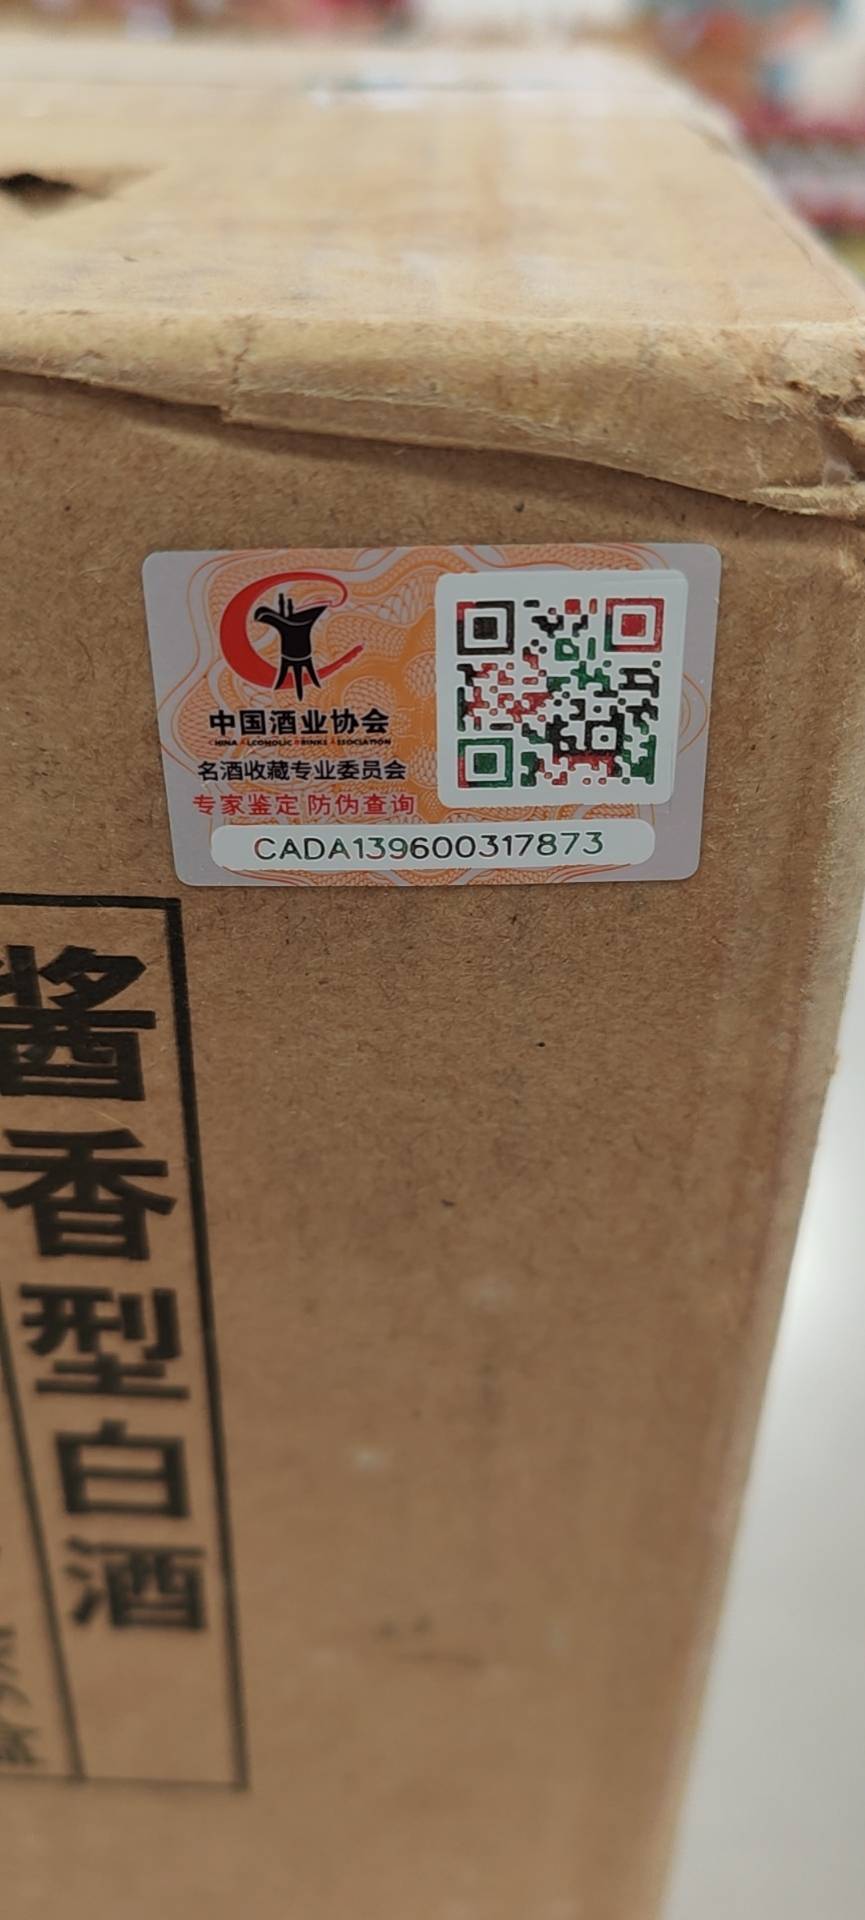 中国酒业协会
CHINA ALCOHOLIC DRINKS ASSOCIATION
名酒收藏专业委员会
专家鉴定 防伪查询
CADA139600317873
酱香型白酒